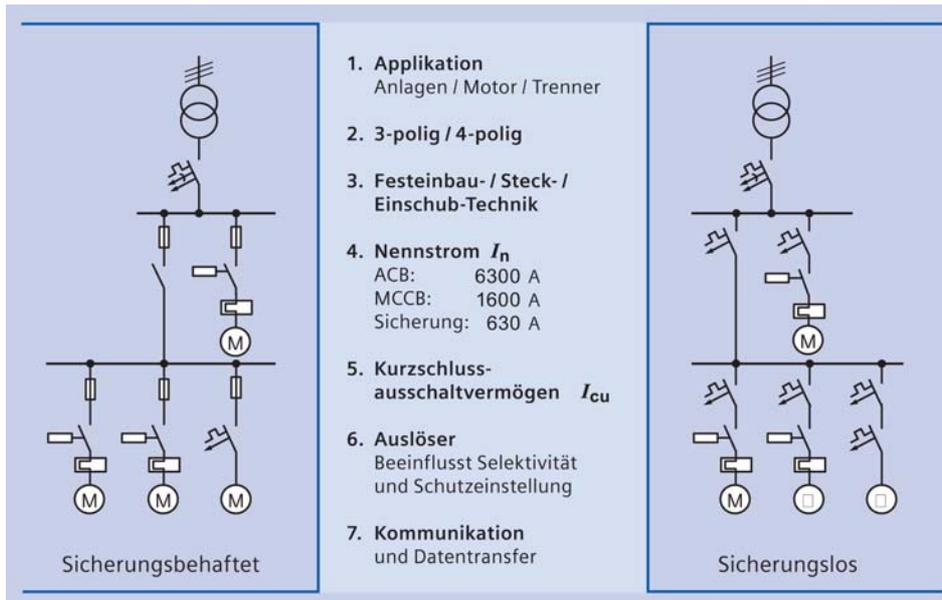 1. Applikation
Anlagen / Motor / Trenner
2. 3-polig / 4-polig
3. Festeinbau- / Steck- /
Einschub-Technik
4. Nennstrom In
ACB: 6300 A
MCCB: 1600 A
Sicherung: 630 A
5. Kurzschluss-
ausschaltvermögen Icu
6. Auslöser
Beeinflusst Selektivität
und Schutzeinstellung
7. Kommunikation
und Datentransfer
M
M
M
M
Sicherungsbehaftet
M
M
Sicherungslos